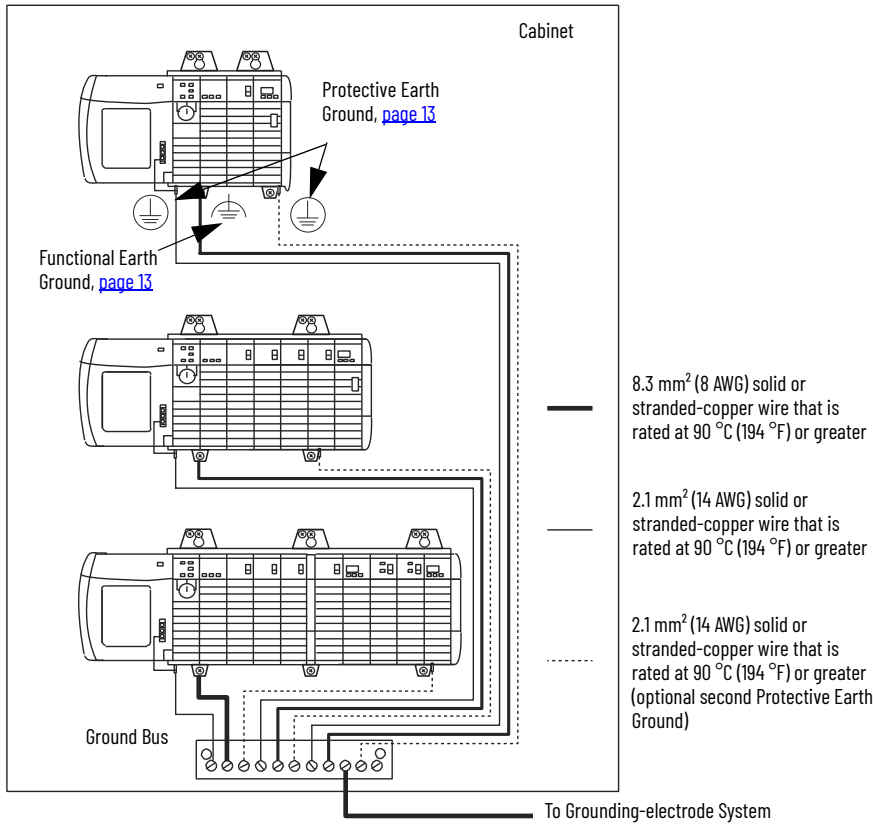 Cabinet
Protective Earth
Ground, page 13
Functional Earth
Ground, page 13
8.3 mm² (8 AWG) solid or
stranded-copper wire that is
rated at 90 °C (194 °F) or greater
2.1 mm² (14 AWG) solid or
stranded-copper wire that is
rated at 90 °C (194 °F) or greater
2.1 mm² (14 AWG) solid or
stranded-copper wire that is
rated at 90 °C (194 °F) or greater
(optional second Protective Earth
Ground)
Ground Bus
To Grounding-electrode System